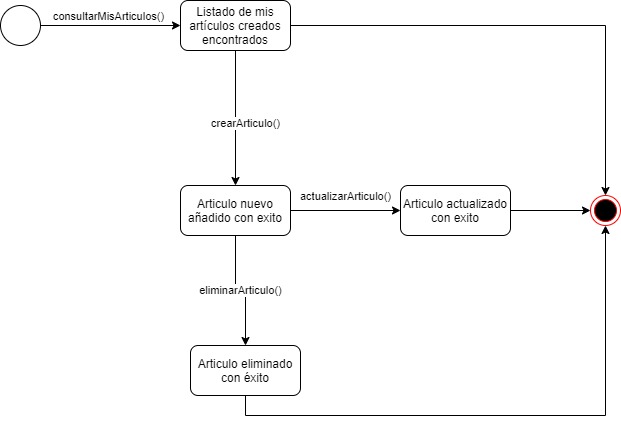 consultarMisArticulos()
Listado de mis
artículos creados
encontrados
crearArticulo()
Articulo nuevo
añadido con exito
actualizarArticulo()
Articulo actualizado
con exito
eliminarArticulo()
Articulo eliminado
con éxito